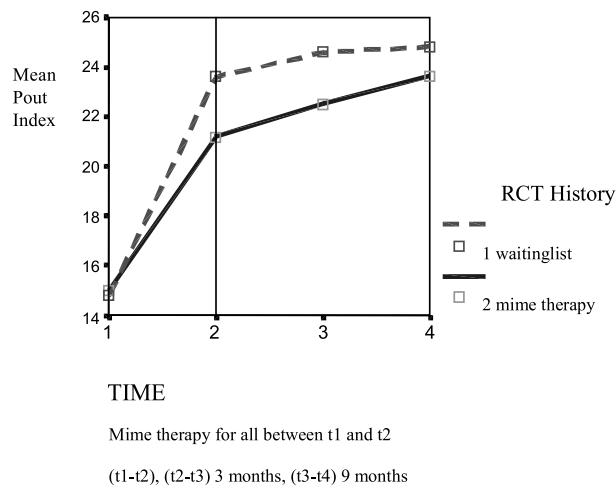 26
Mean
24
Pout
Index
22
20
RCT History
18
1 waitinglist
16
2 mime therapy
14
1 2 3 4
TIME
Mime therapy for all between t1 and t2
(t1-t2), (t2-t3) 3 months, (t3-t4) 9 months